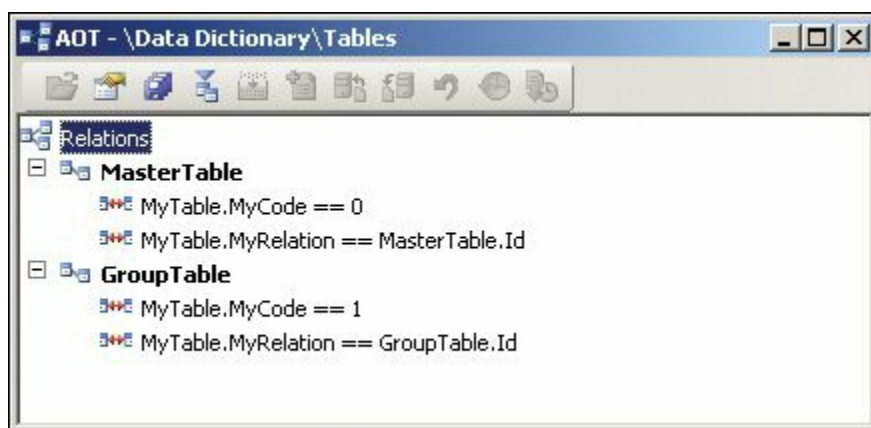 AOT - \Data Dictionary\Tables
Relations
MasterTable
MyTable.MyCode == 0
MyTable.MyRelation == MasterTable.Id
GroupTable
MyTable.MyCode == 1
MyTable.MyRelation == GroupTable.Id